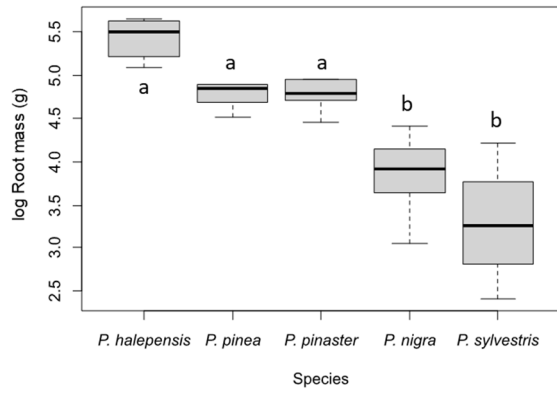 log Root mass (g)
5.5
5.0
4.5
4.0
3.5
3.0
2.5
a
a
a
b
b
P. halepensis P. pinea P. pinaster P. nigra P. sylvestris
Species